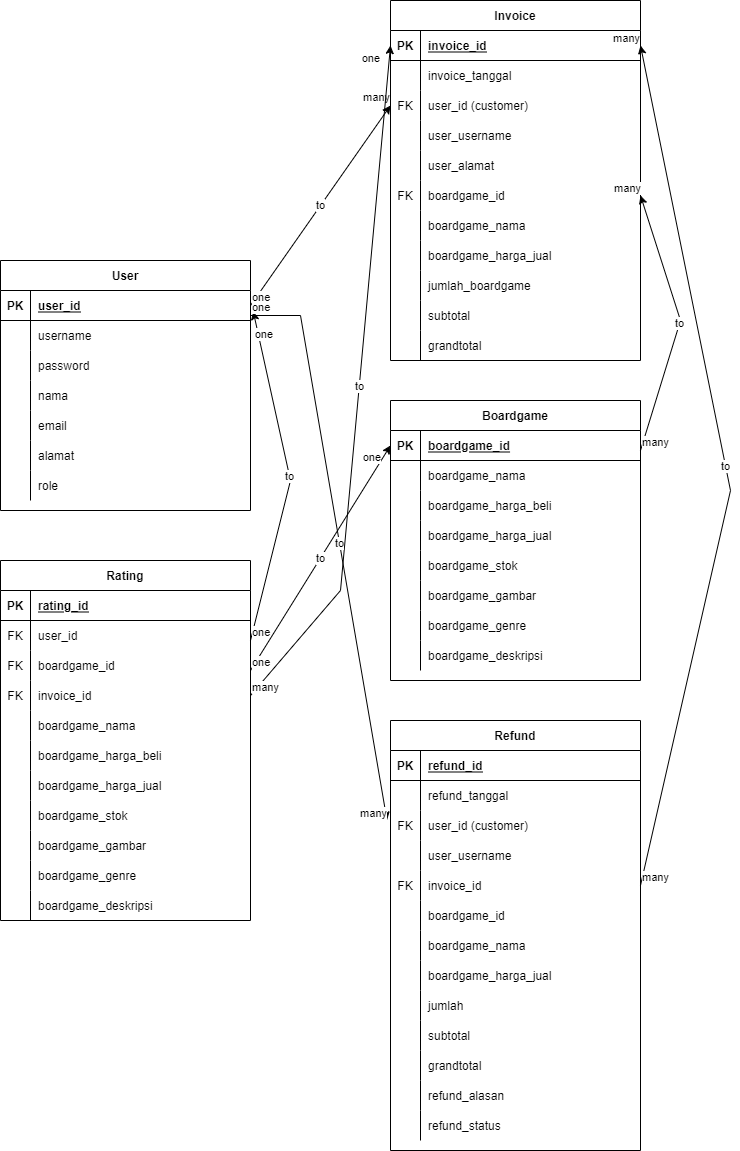 Invoice
PK invoice_id
invoice_tanggal
FK user_id (customer)
user_username
user_alamat
FK boardgame_id
boardgame_nama
boardgame_harga_jual
jumlah_boardgame
subtotal
grandtotal
User
PK user_id
username
password
nama
email
alamat
role
Boardgame
PK boardgame_id
boardgame_nama
boardgame_harga_beli
boardgame_harga_jual
boardgame_stok
boardgame_gambar
boardgame_genre
boardgame_deskripsi
Rating
PK rating_id
FK user_id
FK boardgame_id
FK invoice_id
boardgame_nama
boardgame_harga_beli
boardgame_harga_jual
boardgame_stok
boardgame_gambar
boardgame_genre
boardgame_deskripsi
Refund
PK refund_id
refund_tanggal
FK user_id (customer)
user_username
FK invoice_id
boardgame_id
boardgame_nama
boardgame_harga_jual
jumlah
subtotal
grandtotal
refund_alasan
refund_status
many
one
many
many
to
one
one
to
one
to
many
one
to
to
to
to
one
one
many
many
many